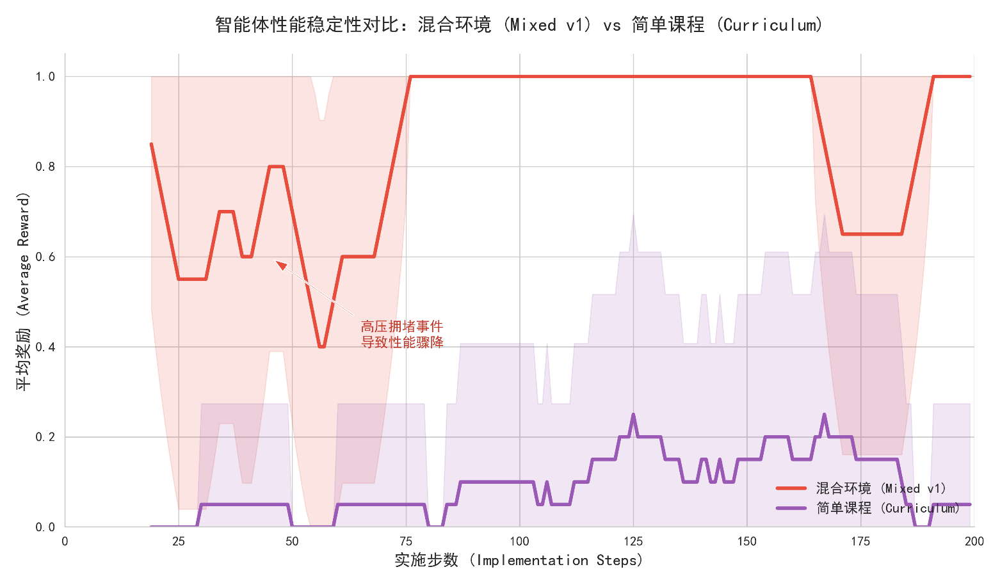 智能体性能稳定性对比：混合环境 (Mixed v1) vs 简单课程 (Curriculum)
平均奖励 (Average Reward)
1.0
0.8
0.6
0.4
0.2
0.0
高压拥堵事件
导致性能骤降
混合环境 (Mixed v1)
简单课程 (Curriculum)
0 25 50 75 100 125 150 175 200
实施步数 (Implementation Steps)